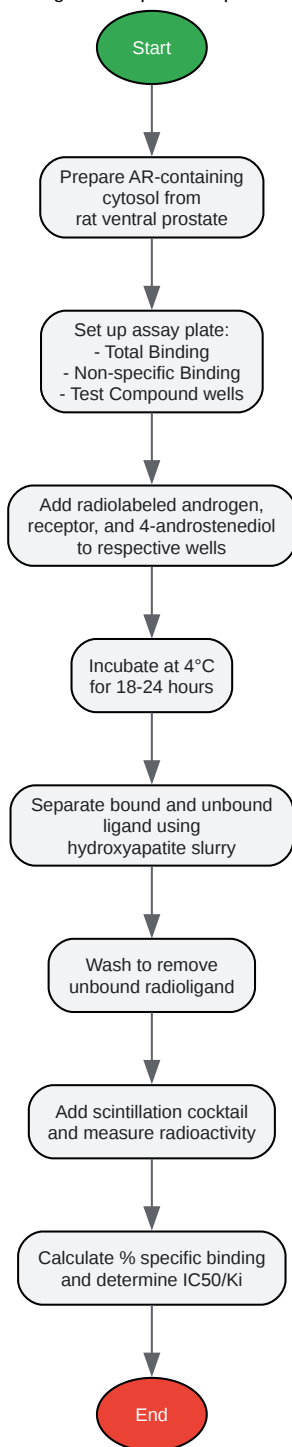 Start
Prepare AR-containing
cytosol from
rat ventral prostate
Set up assay plate:
- Total Binding
- Non-specific Binding
- Test Compound wells
Add radiolabeled androgen,
receptor, and 4-androstenediol
to respective wells
Incubate at 4°C
for 18-24 hours
Separate bound and unbound
ligand using
hydroxyapatite slurry
Wash to remove
unbound radioligand
Add scintillation cocktail
and measure radioactivity
Calculate % specific binding
and determine IC50/Ki
End